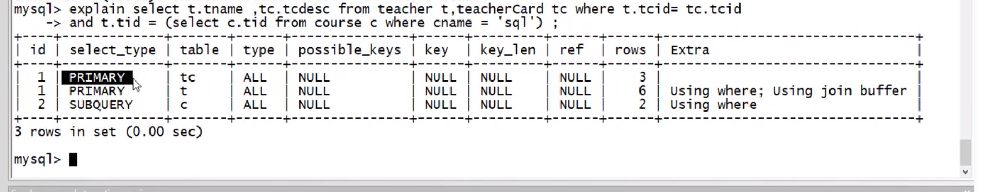 mysql> explain select t.tname ,tc.tcdesc from teacher t,teacherCard tc where t.tcid= tc.tcid
    -> and t.tid = (select c.tid from course c where cname = 'sql') ;
+----+-------------+-------+------+---------------+------+---------+------+------+--------------------------------+
| id | select_type | table | type | possible_keys | key  | key_len | ref  | rows | Extra                          |
+----+-------------+-------+------+---------------+------+---------+------+------+--------------------------------+
|  1 | PRIMARY     | tc    | ALL  | NULL          | NULL | NULL    | NULL |    3 |                                |
|  1 | PRIMARY     | t     | ALL  | NULL          | NULL | NULL    | NULL |    6 | Using where; Using join buffer |
|  2 | SUBQUERY    | c     | ALL  | NULL          | NULL | NULL    | NULL |    2 | Using where                    |
+----+-------------+-------+------+---------------+------+---------+------+------+--------------------------------+
3 rows in set (0.00 sec)
mysql>